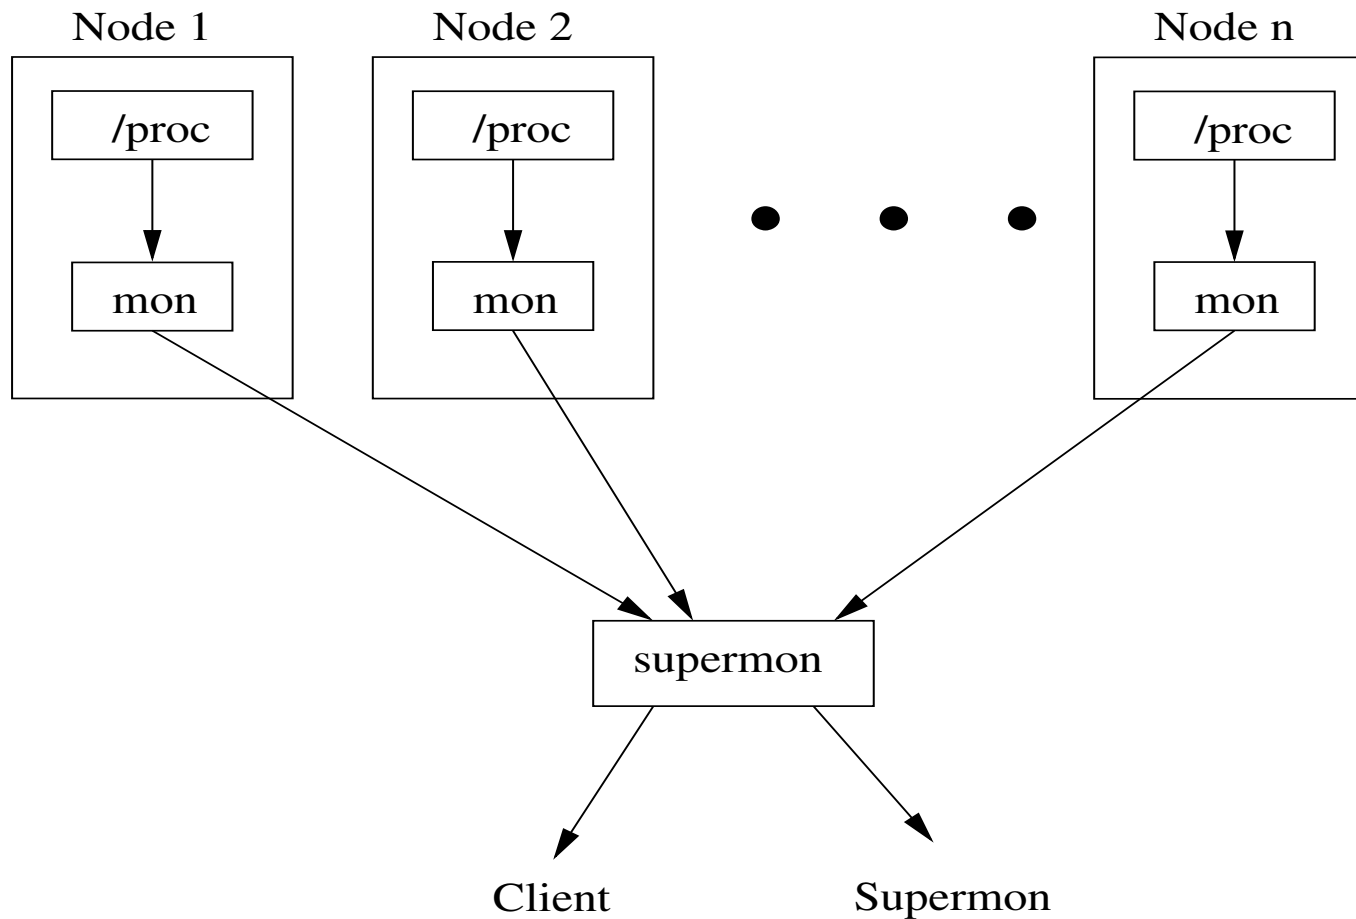 Node 1
Node 2
Node n
/proc
/proc
/proc
mon
mon
mon
supermon
Client
Supermon